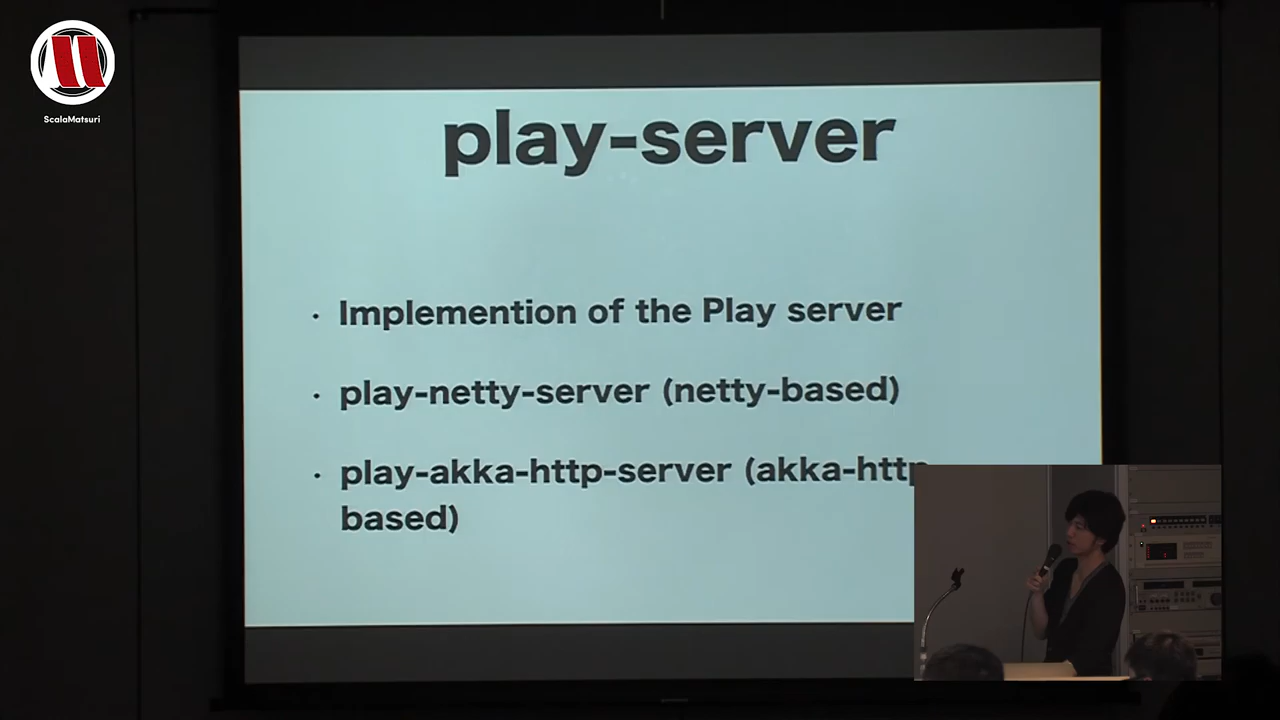 ScalaMatsuri
play-server
· Implemention of the Play server
· play-netty-server (netty-based)
· play-akka-http-server (akka-http
based)